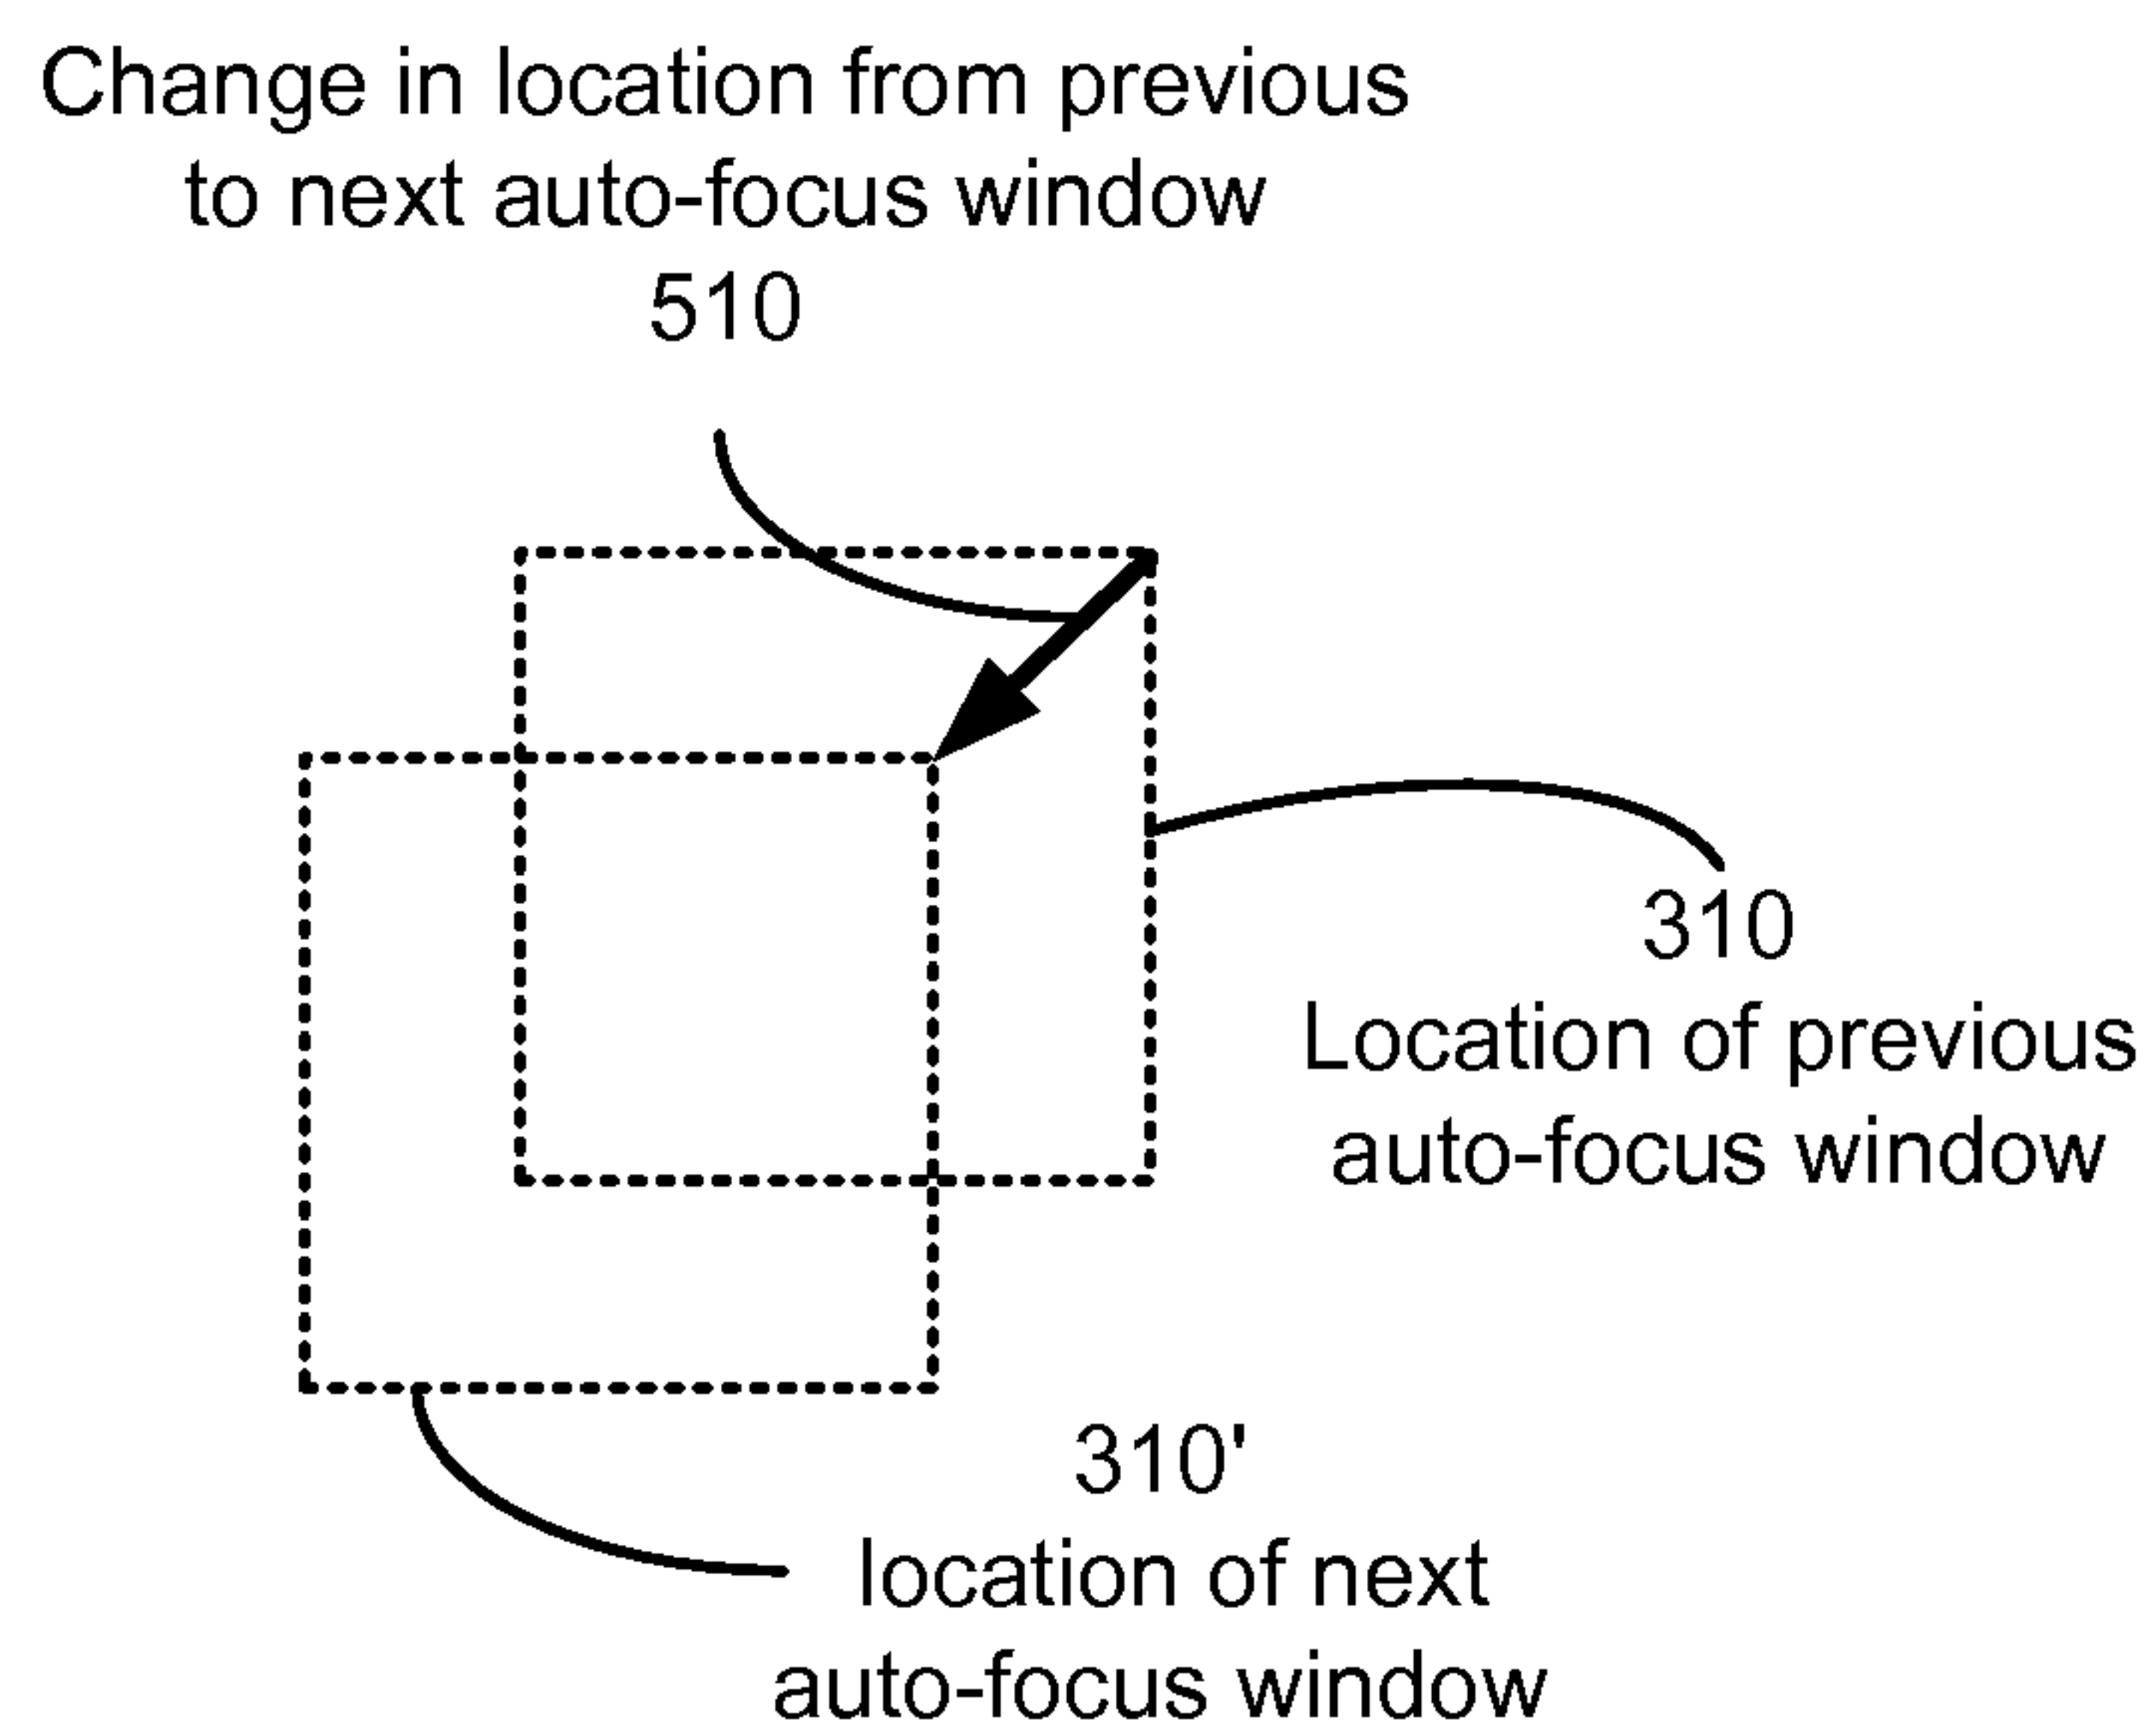 Change in location from previous
to next auto-focus window
510
310
Location of previous
auto-focus window
310'
location of next
auto-focus window